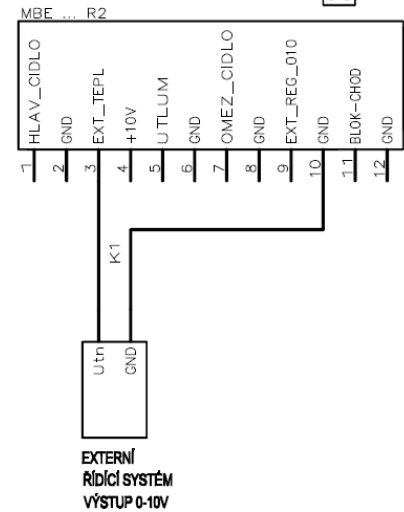 MBE ... R2
HLAV_CIDLO
GND
EXT_TEPL
+10V
UTLUM
GND
OMEZ_CIDLO
GND
EXT_REG_010
GND
BLOK-CHOD
GND
1
2
3
4
5
6
7
8
9
10
11
12
K1
Utn
GND
EXTERNÍ
ŘÍDÍCÍ SYSTÉM
VÝSTUP 0-10V